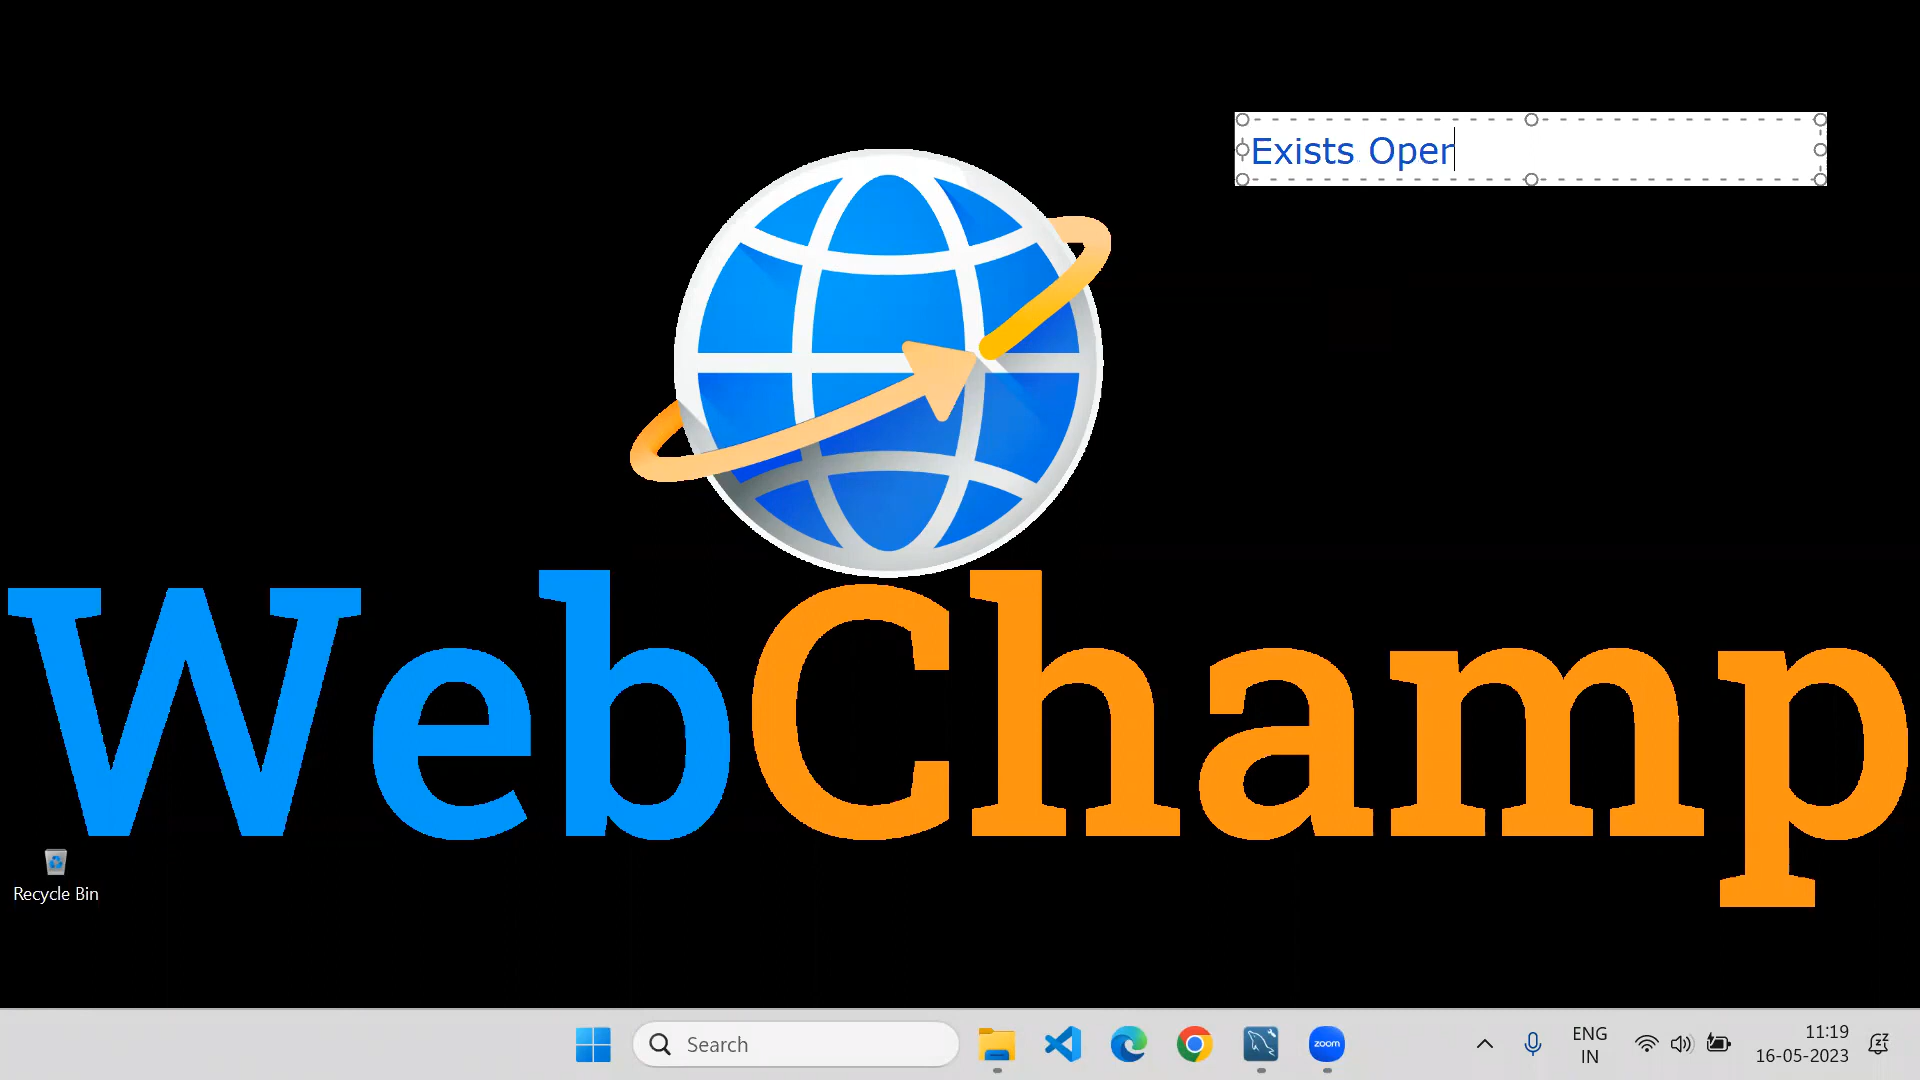 Exists Oper
WebChamp
Recycle Bin
Search
zoom
ENG
IN
11:19
16-05-2023